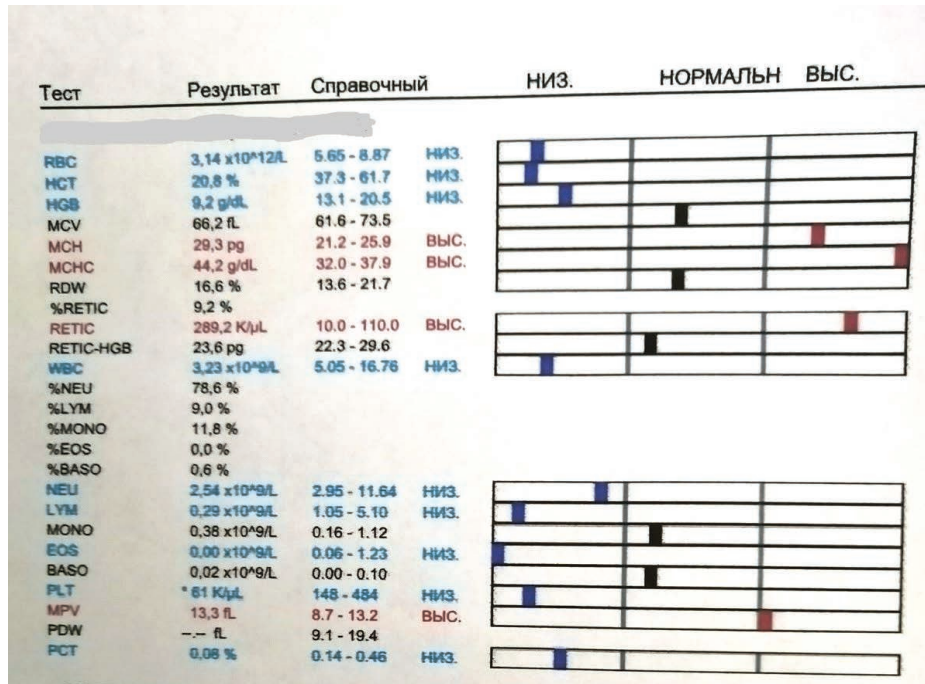 Тест Результат Справочный НИЗ. НОРМАЛЬН ВЫС.
RBC 3,14 x10^12/L 5.65 - 8.87 НИЗ.
HCT 20,8 % 37.3 - 61.7 НИЗ.
HGB 9,2 g/dL 13.1 - 20.5 НИЗ.
MCV 66,2 fL 61.6 - 73.5
MCH 29,3 pg 21.2 - 25.9 ВЫС.
MCHC 44,2 g/dL 32.0 - 37.9 ВЫС.
RDW 16,6 % 13.6 - 21.7
%RETIC 9,2 %
RETIC 289,2 K/µL 10.0 - 110.0 ВЫС.
RETIC-HGB 23,6 pg 22.3 - 29.6
WBC 3,23 x10^9/L 5.05 - 16.76 НИЗ.
%NEU 78,6 %
%LYM 9,0 %
%MONO 11,8 %
%EOS 0,0 %
%BASO 0,6 %
NEU 2,54 x10^9/L 2.95 - 11.64 НИЗ.
LYM 0,29 x10^9/L 1.05 - 5.10 НИЗ.
MONO 0,38 x10^9/L 0.16 - 1.12
EOS 0,00 x10^9/L 0.06 - 1.23 НИЗ.
BASO 0,02 x10^9/L 0.00 - 0.10
PLT * 61 K/µL 148 - 484 НИЗ.
MPV 13,3 fL 8.7 - 13.2 ВЫС.
PDW --.-- fL 9.1 - 19.4
PCT 0,08 % 0.14 - 0.46 НИЗ.